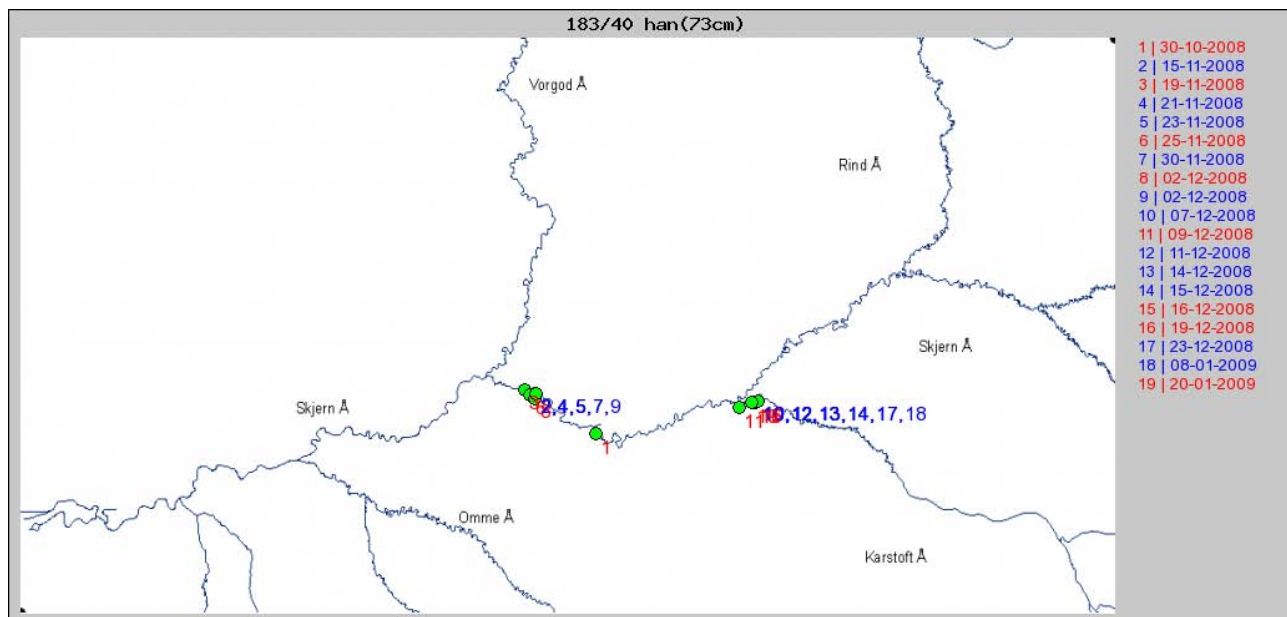 183/40 han(73cm)
Vorgod Å
Rind Å
Skjern Å
Skjern Å
2,4,5,7,9
11
10,12,13,14,17,18
1
Omme Å
Karstoft Å
1 | 30-10-2008
2 | 15-11-2008
3 | 19-11-2008
4 | 21-11-2008
5 | 23-11-2008
6 | 25-11-2008
7 | 30-11-2008
8 | 02-12-2008
9 | 02-12-2008
10 | 07-12-2008
11 | 09-12-2008
12 | 11-12-2008
13 | 14-12-2008
14 | 15-12-2008
15 | 16-12-2008
16 | 19-12-2008
17 | 23-12-2008
18 | 08-01-2009
19 | 20-01-2009